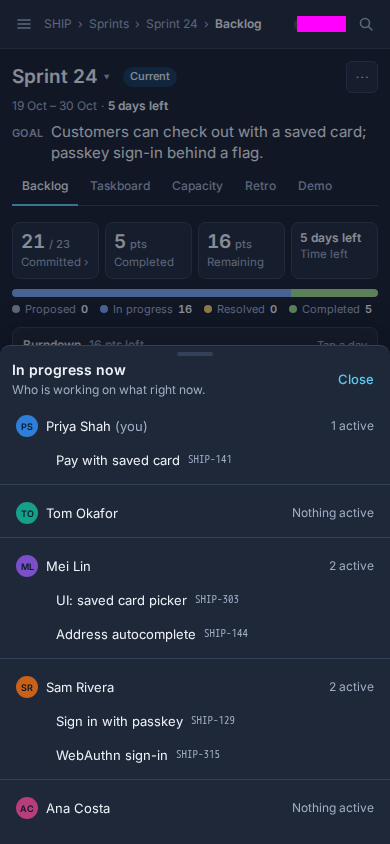 SHIP › Sprints › Sprint 24 › Backlog
Sprint 24 ▾ Current ···
19 Oct – 30 Oct · 5 days left
GOAL Customers can check out with a saved card;
passkey sign-in behind a flag.
Backlog Taskboard Capacity Retro Demo
21 / 23 5 pts 16 pts 5 days left
Committed › Completed Remaining Time left
Proposed 0 In progress 16 Resolved 0 Completed 5
Burndown 16 pts left Tap a day
In progress now
Who is working on what right now.
Close
PS Priya Shah (you) 1 active
Pay with saved card SHIP-141
TO Tom Okafor Nothing active
ML Mei Lin 2 active
UI: saved card picker SHIP-303
Address autocomplete SHIP-144
SR Sam Rivera 2 active
Sign in with passkey SHIP-129
WebAuthn sign-in SHIP-315
AC Ana Costa Nothing active